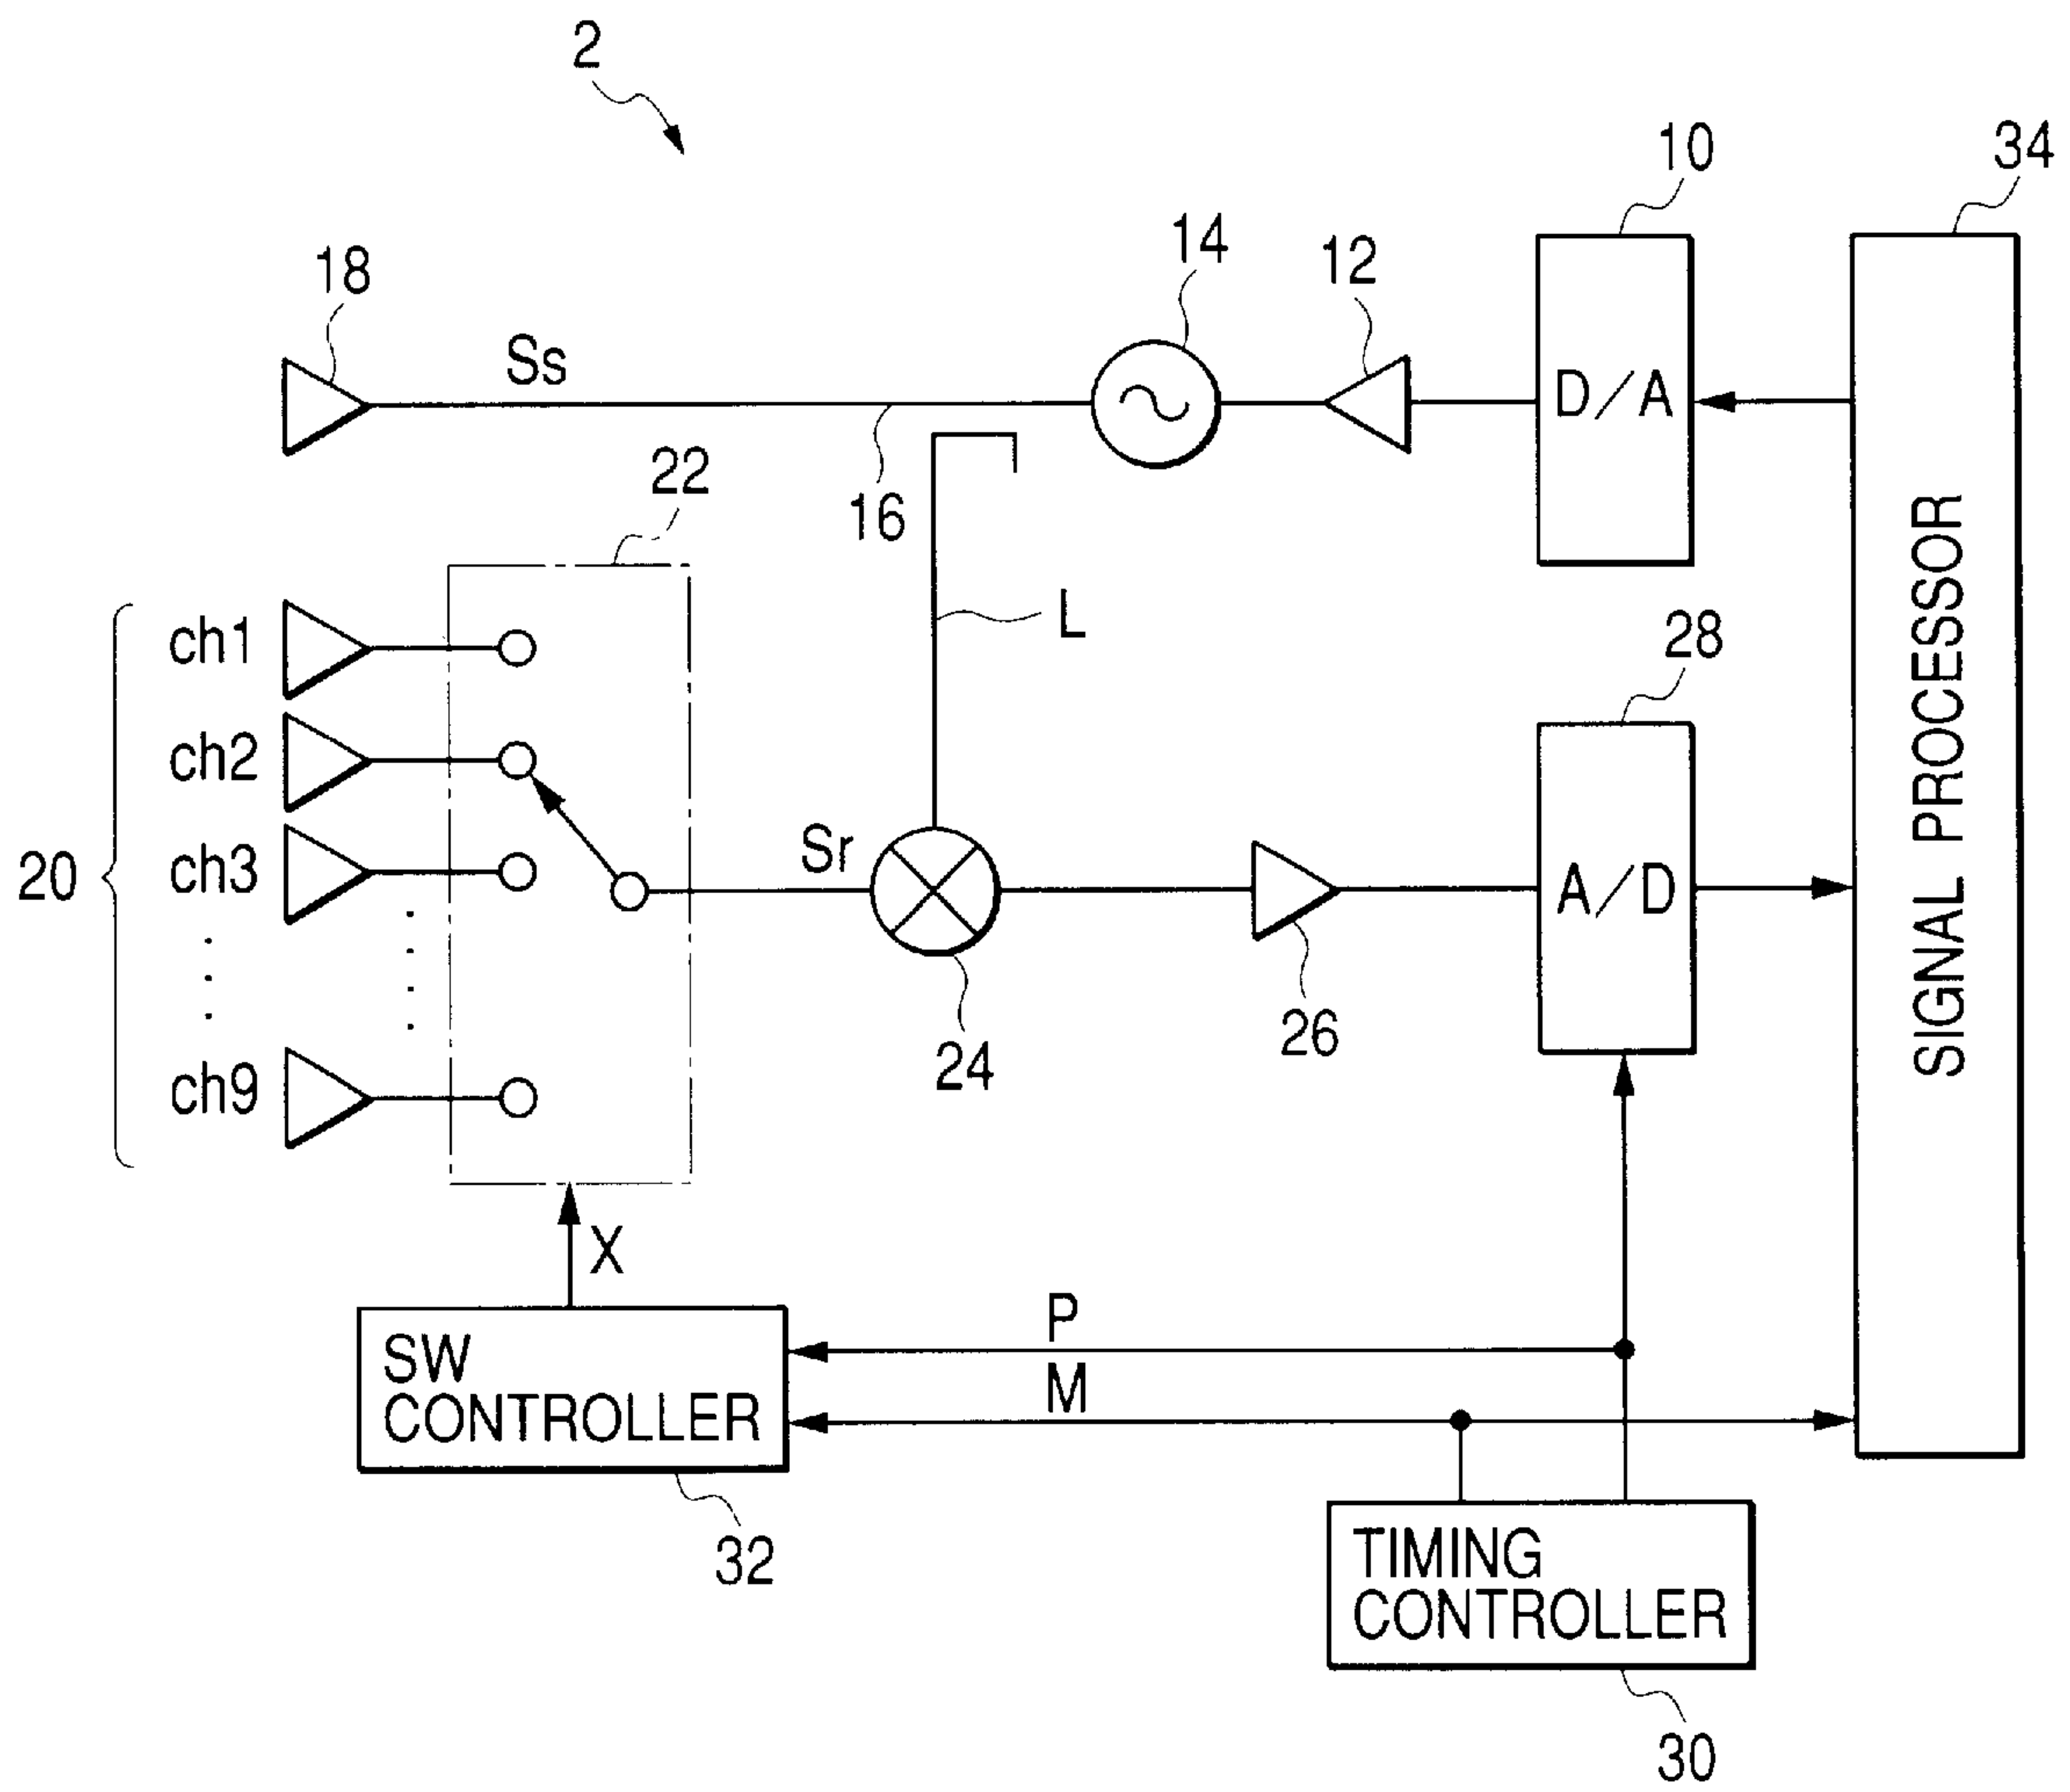 2
10
34
14
12
18
Ss
D/A
22
16
L
28
ch1
ch2
20
ch3
Sr
A/D
SIGNAL PROCESSOR
26
24
ch9
X
P
SW
CONTROLLER
M
32
TIMING
CONTROLLER
30